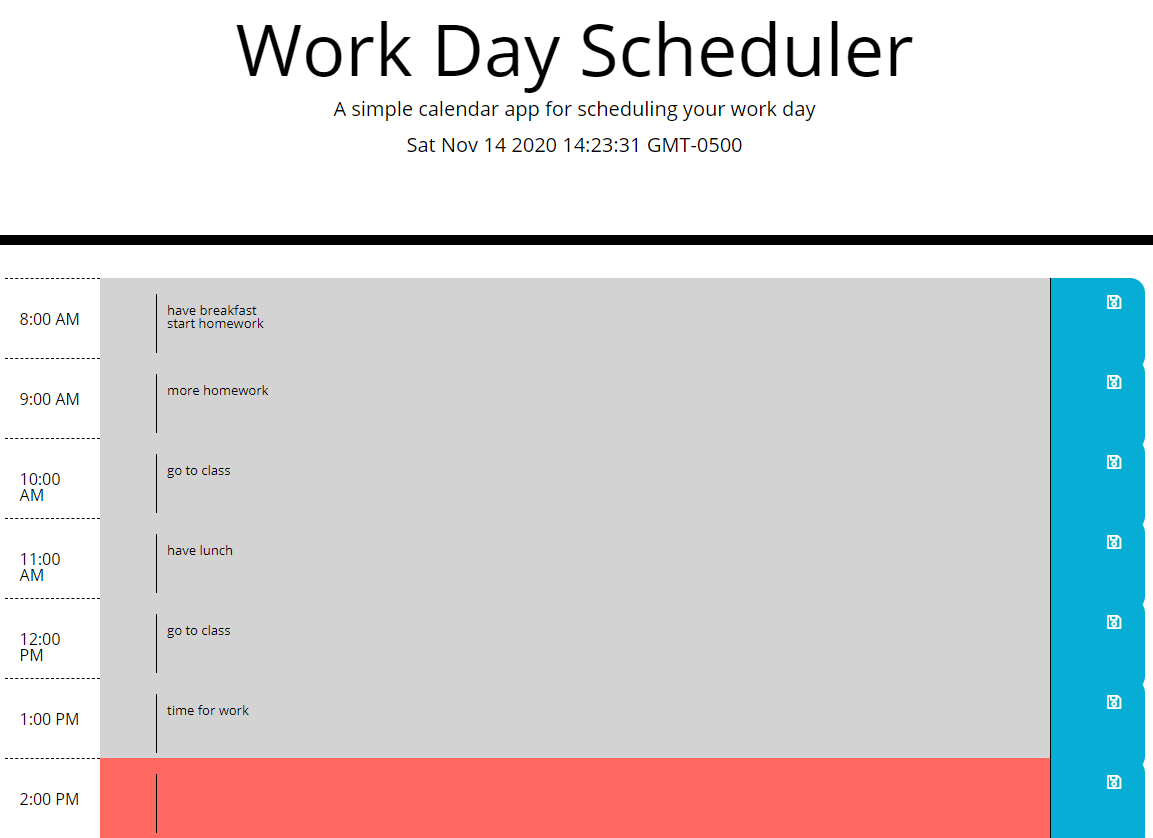 Work Day Scheduler
A simple calendar app for scheduling your work day
Sat Nov 14 2020 14:23:31 GMT-0500
8:00 AM
have breakfast
start homework
9:00 AM
more homework
10:00
AM
go to class
11:00
AM
have lunch
12:00
PM
go to class
1:00 PM
time for work
2:00 PM